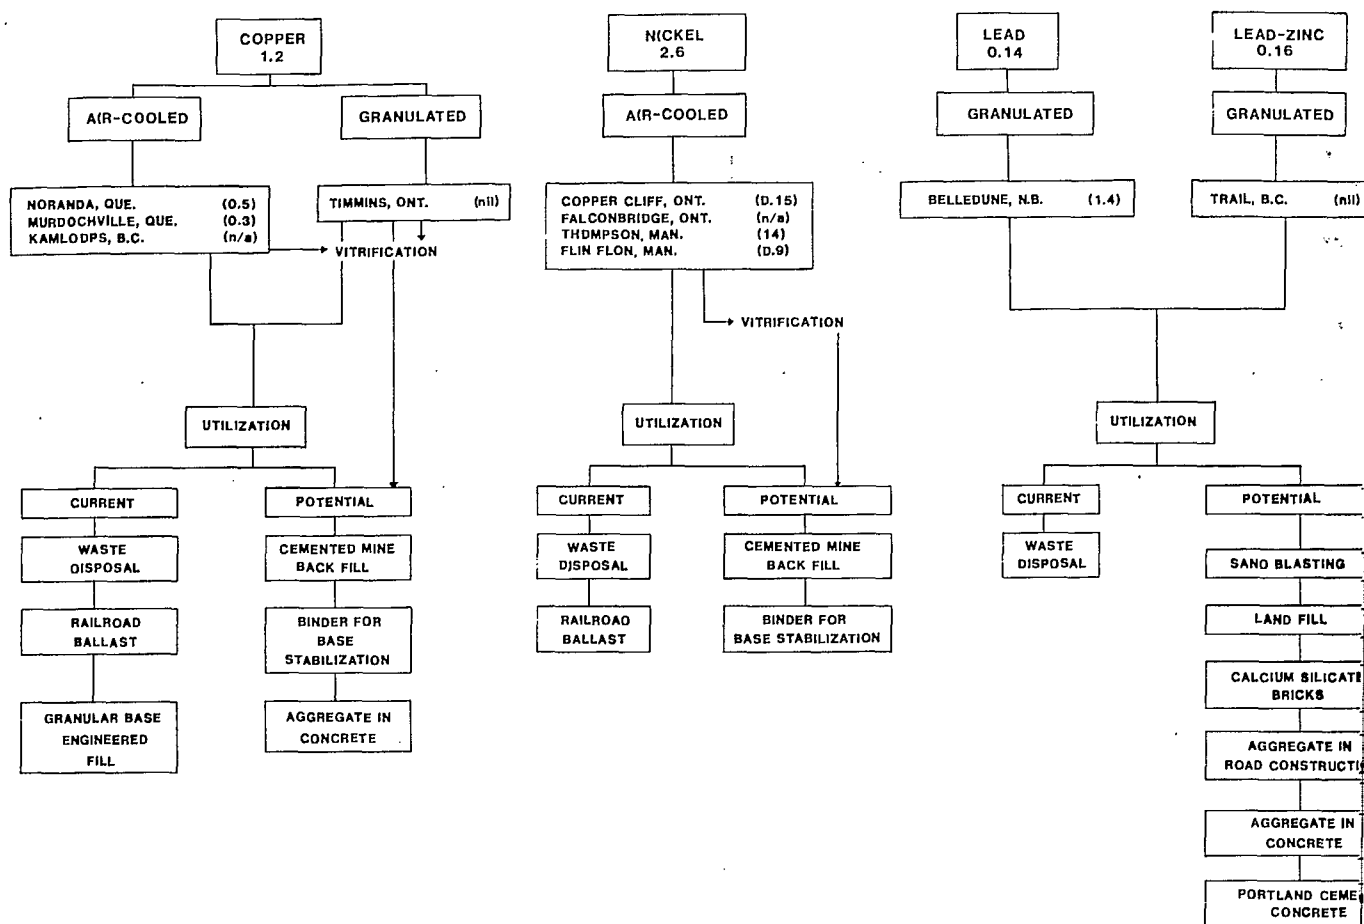 COPPER
1.2
NICKEL
2.6
LEAD
0.14
LEAD-ZINC
0.16
AIR-COOLED
GRANULATED
AIR-COOLED
GRANULATED
GRANULATED
NORANDA, QUE. (0.5)
MURDOCHVILLE, QUE. (0.3)
KAMLOOPS, B.C. (n/a)
TIMMINS, ONT. (nil)
COPPER CLIFF, ONT. (0.15)
FALCONBRIDGE, ONT. (n/a)
THOMPSON, MAN. (14)
FLIN FLON, MAN. (0.9)
BELLEDUNE, N.B. (1.4)
TRAIL, B.C. (nil)
VITRIFICATION
VITRIFICATION
UTILIZATION
UTILIZATION
UTILIZATION
CURRENT
POTENTIAL
CURRENT
POTENTIAL
CURRENT
POTENTIAL
WASTE
DISPOSAL
CEMENTED MINE
BACK FILL
WASTE
DISPOSAL
CEMENTED MINE
BACK FILL
WASTE
DISPOSAL
SAND BLASTING
RAILROAD
BALLAST
BINDER FOR
BASE
STABILIZATION
RAILROAD
BALLAST
BINDER FOR
BASE STABILIZATION
LAND FILL
CALCIUM SILICATE
BRICKS
GRANULAR BASE
ENGINEERED
FILL
AGGREGATE IN
CONCRETE
AGGREGATE IN
ROAD CONSTRUCTI
AGGREGATE IN
CONCRETE
PORTLAND CEME
CONCRETE